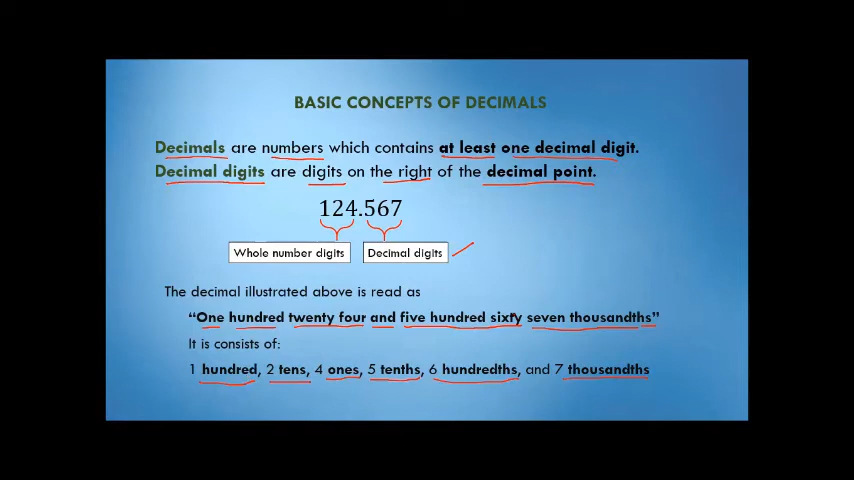 BASIC CONCEPTS OF DECIMALS
Decimals are numbers which contains at least one decimal digit.
Decimal digits are digits on the right of the decimal point.
124.567
Whole number digits Decimal digits
The decimal illustrated above is read as
“One hundred twenty four and five hundred sixty seven thousandths”
It is consists of:
1 hundred, 2 tens, 4 ones, 5 tenths, 6 hundredths, and 7 thousandths